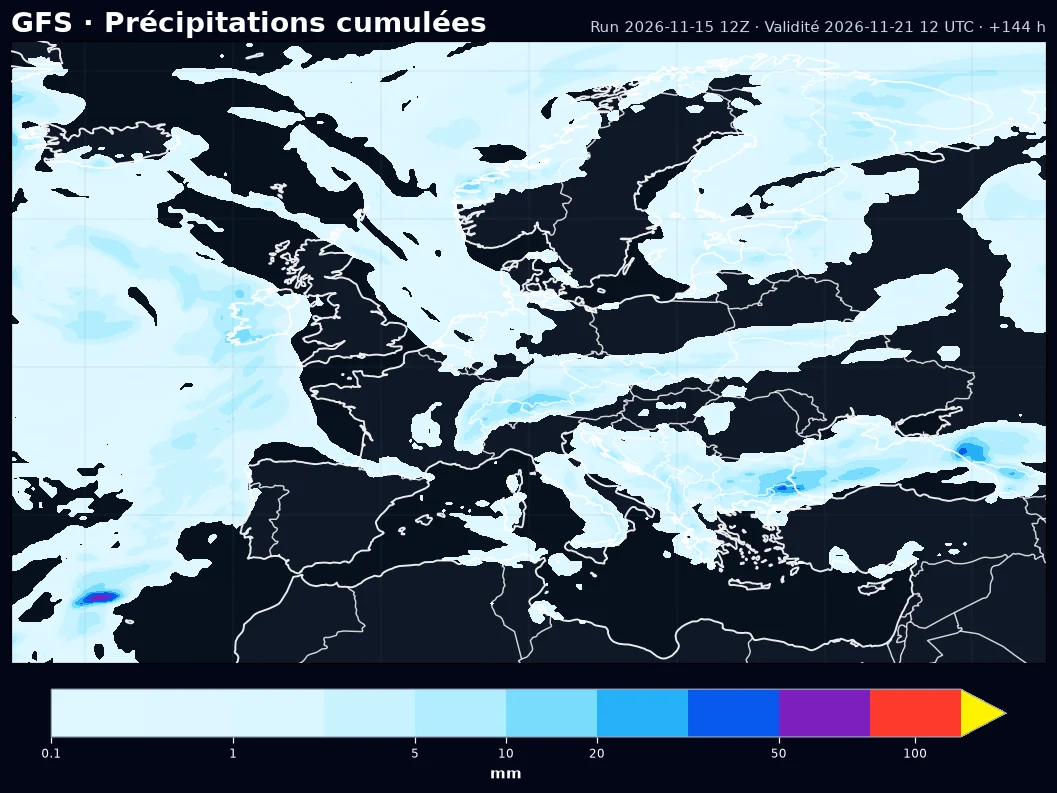 GFS · Précipitations cumulées
Run 2026-11-15 12Z · Validité 2026-11-21 12 UTC · +144 h
0.1 1 5 10 20 50 100
mm